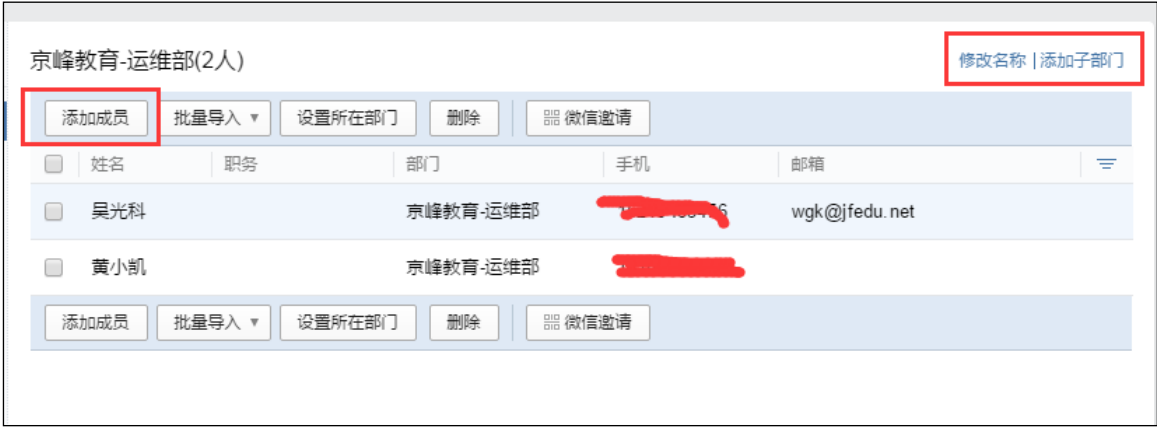 京峰教育-运维部(2人)
修改名称 | 添加子部门
添加成员 批量导入 ▼ 设置所在部门 删除 微信邀请
姓名 职务 部门 手机 邮箱
吴光科 京峰教育-运维部 wgk@jfedu.net
黄小凯 京峰教育-运维部
添加成员 批量导入 ▼ 设置所在部门 删除 微信邀请